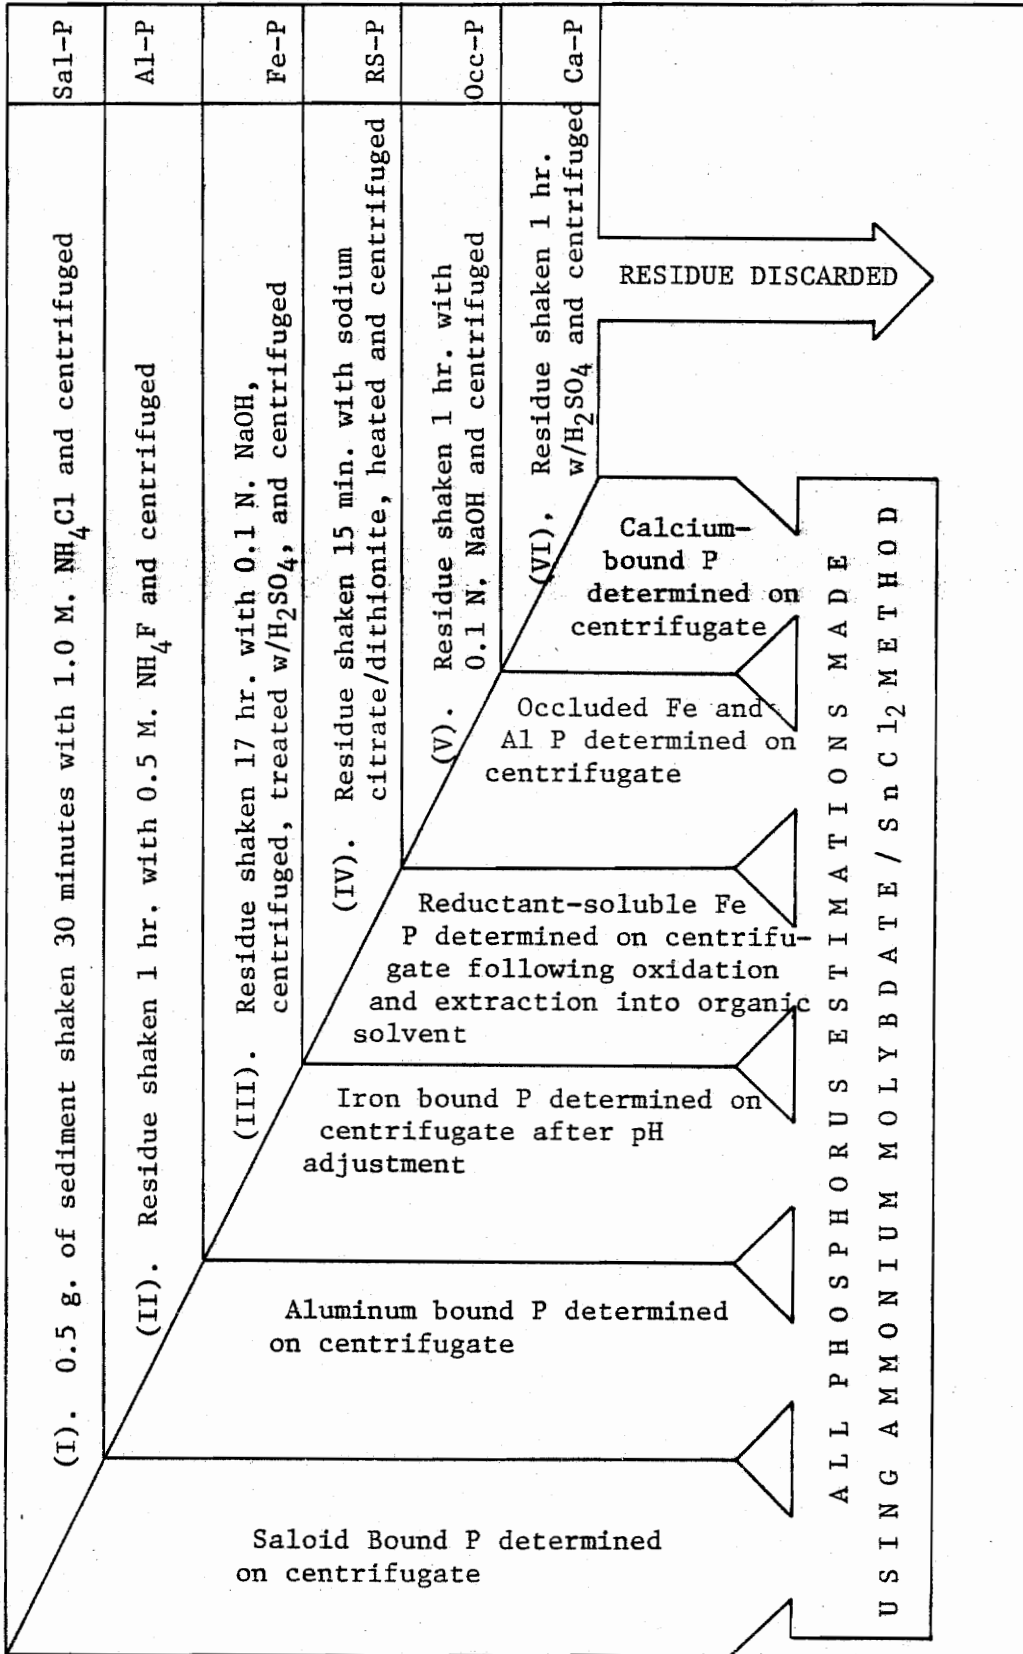 Sal-P
Al-P
Fe-P
RS-P
Occ-P
Ca-P
(I). 0.5 g. of sediment shaken 30 minutes with 1.0 M. NH4Cl and centrifuged
(II). Residue shaken 1 hr. with 0.5 M. NH4F and centrifuged
(III). Residue shaken 17 hr. with 0.1 N. NaOH,
centrifuged, treated w/H2SO4, and centrifuged
(IV). Residue shaken 15 min. with sodium
citrate/dithionite, heated and centrifuged
(V). Residue shaken 1 hr. with
0.1 N. NaOH and centrifuged
(VI). Residue shaken 1 hr.
w/H2SO4 and centrifuged
RESIDUE DISCARDED
Calcium-
bound P
determined on
centrifugate
Occluded Fe and
Al P determined on
centrifugate
Reductant-soluble Fe
P determined on centrifu-
gate following oxidation
and extraction into organic
solvent
Iron bound P determined on
centrifugate after pH
adjustment
Aluminum bound P determined
on centrifugate
Saloid Bound P determined
on centrifugate
ALL PHOSPHORUS ESTIMATIONS MADE
USING AMMONIUM MOLYBDATE/SnCl2 METHOD